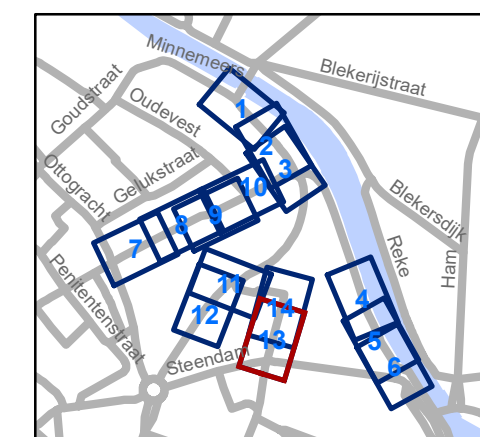 Minnemeers
Blekerijstraat
Goudstraat
Oudevest
1
2
Gelukstraat
3
Ottogracht
10
Blekersdijk
9
8
7
Reke
Ham
Penitentenstraat
11
4
14
12
13
5
Steendam
6